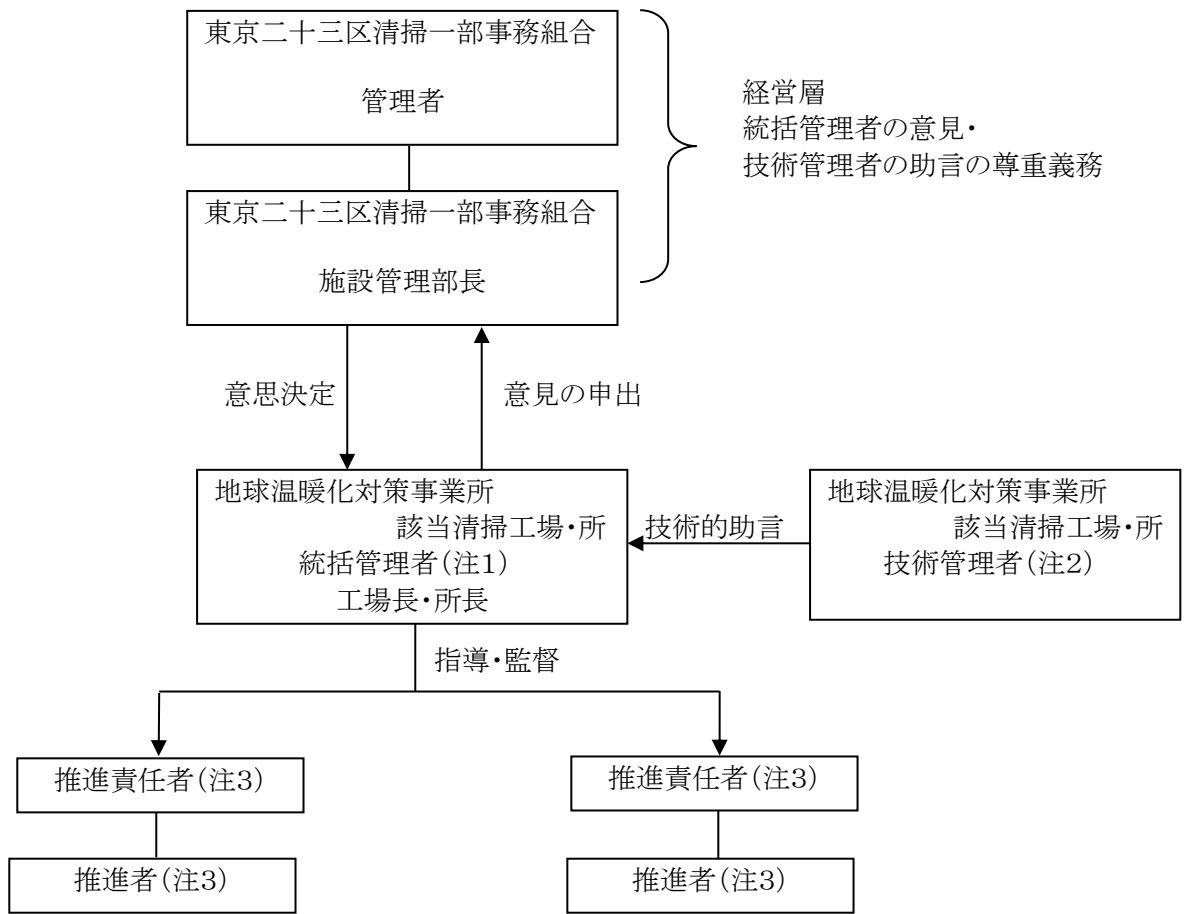 東京二十三区清掃一部事務組合
管理者
経営層
統括管理者の意見・
技術管理者の助言の尊重義務
東京二十三区清掃一部事務組合
施設管理部長
意思決定
意見の申出
地球温暖化対策事業所
該当清掃工場・所
統括管理者(注1)
工場長・所長
技術的助言
地球温暖化対策事業所
該当清掃工場・所
技術管理者(注2)
指導・監督
推進責任者(注3)
推進責任者(注3)
推進者(注3)
推進者(注3)